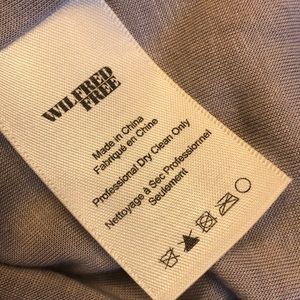 WILFRED
FREE
Made in China
Fabriqué en Chine
Professional Dry Clean Only
Nettoyage à Sec Professionnel
Seulement